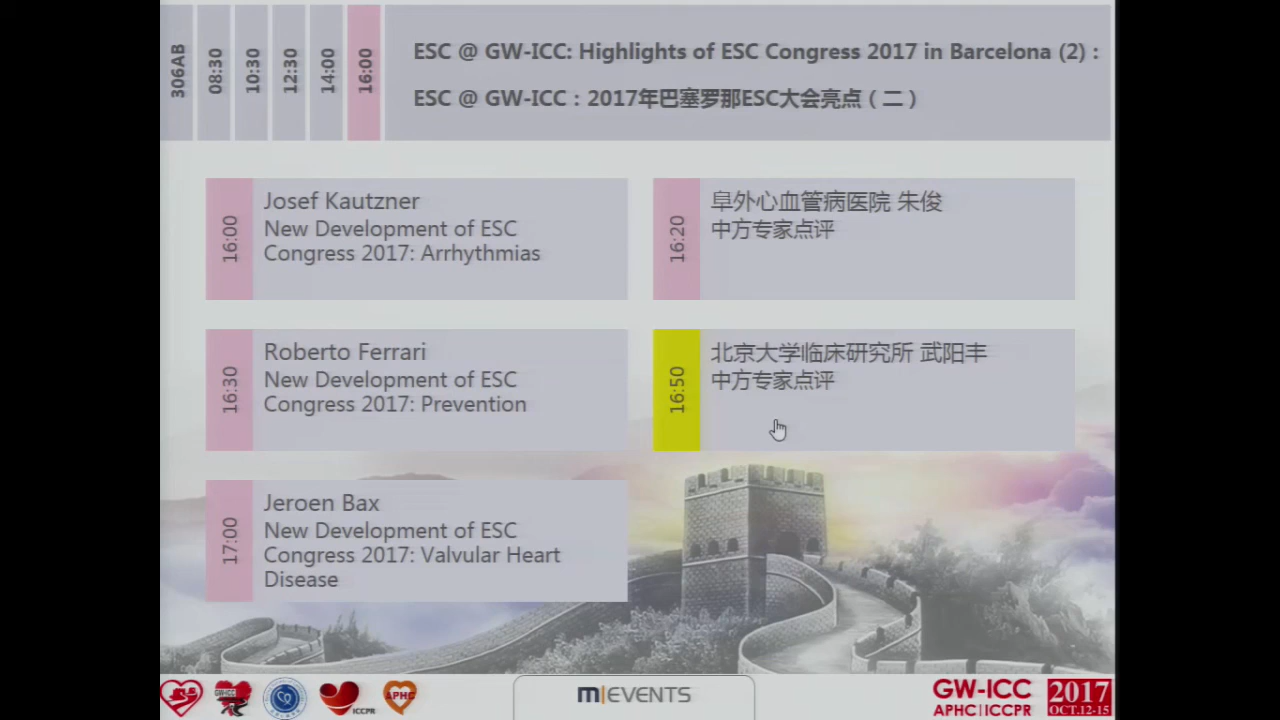 306AB
08:30
10:30
12:30
14:00
16:00
ESC @ GW-ICC: Highlights of ESC Congress 2017 in Barcelona (2) :
ESC @ GW-ICC：2017年巴塞罗那ESC大会亮点（二）
16:00
Josef Kautzner
New Development of ESC
Congress 2017: Arrhythmias
16:20
阜外心血管病医院 朱俊
中方专家点评
16:30
Roberto Ferrari
New Development of ESC
Congress 2017: Prevention
16:50
北京大学临床研究所 武阳丰
中方专家点评
17:00
Jeroen Bax
New Development of ESC
Congress 2017: Valvular Heart
Disease
GW-ICC
ICCPR
APHC
M|EVENTS
GW-ICC
APHC|ICCPR
2017
OCT.12-15